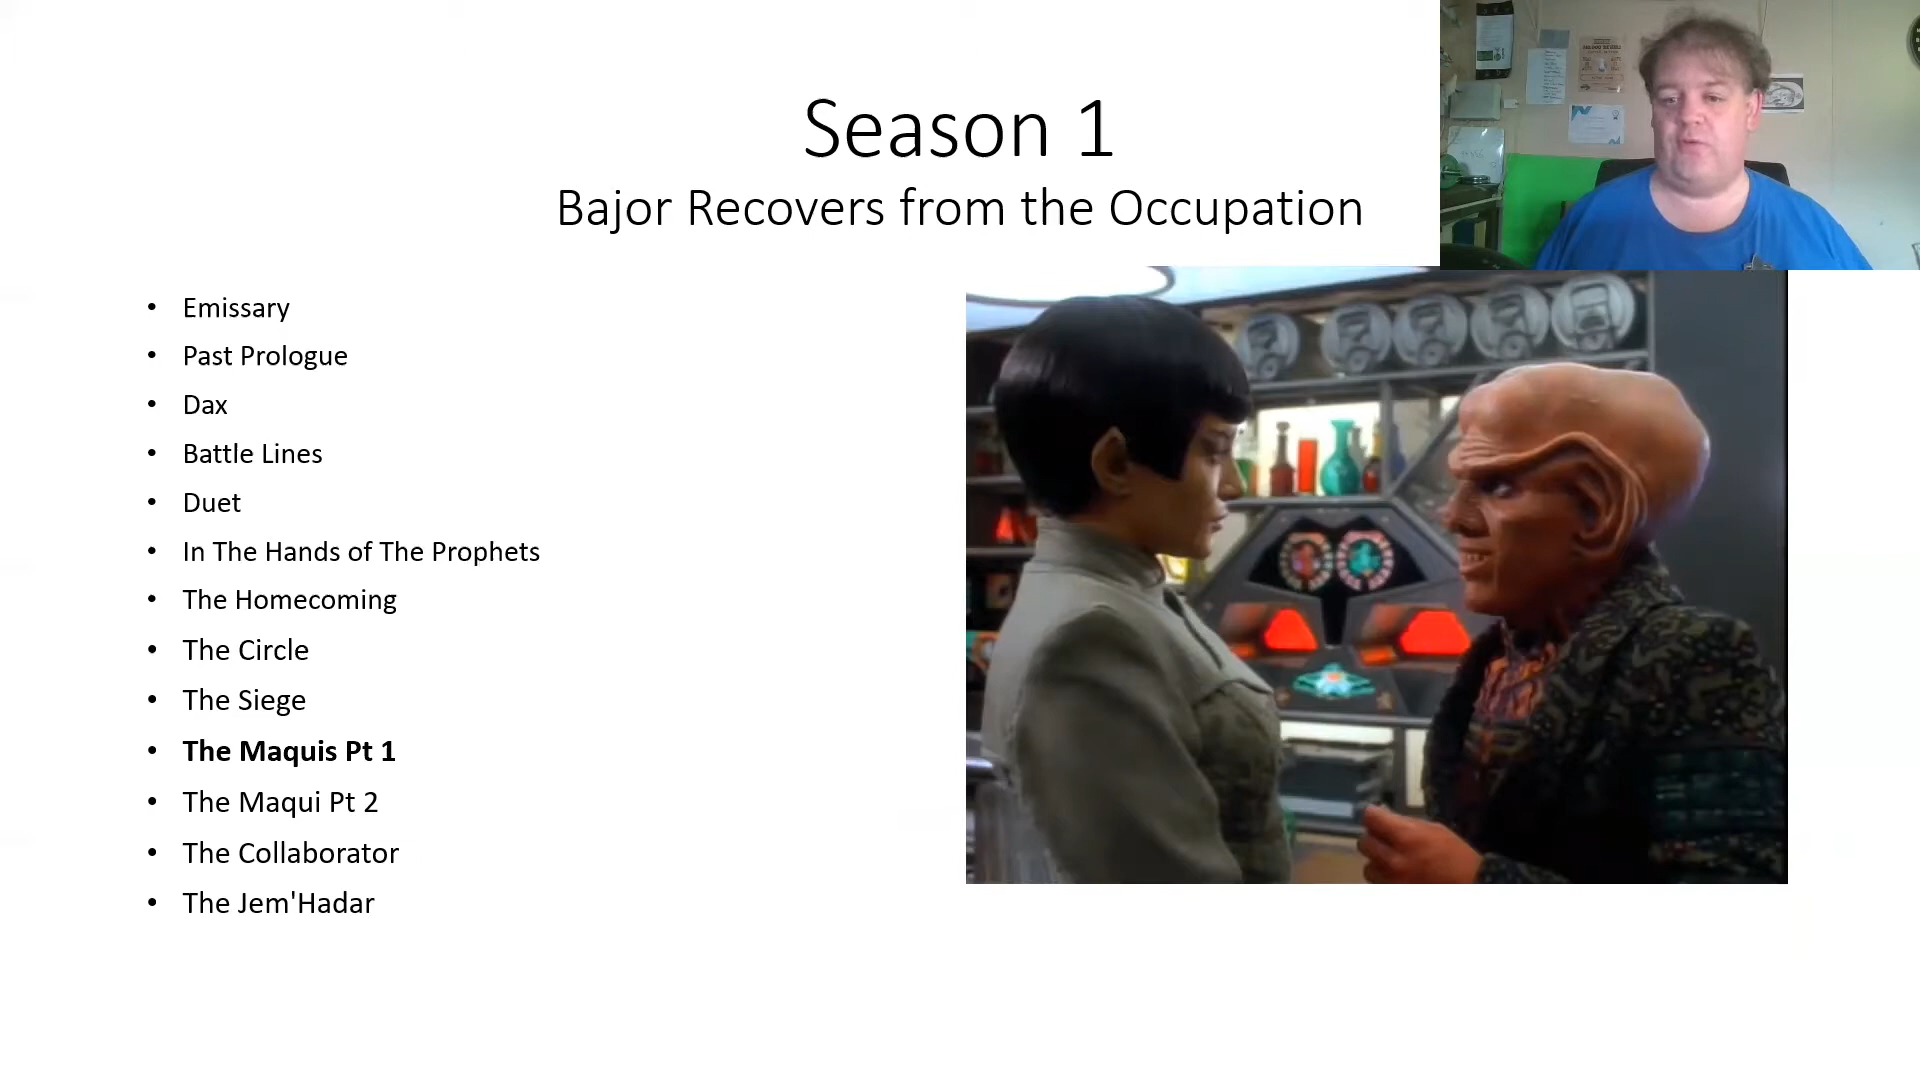 Season 1
Bajor Recovers from the Occupation
• Emissary
• Past Prologue
• Dax
• Battle Lines
• Duet
• In The Hands of The Prophets
• The Homecoming
• The Circle
• The Siege
• The Maquis Pt 1
• The Maqui Pt 2
• The Collaborator
• The Jem'Hadar